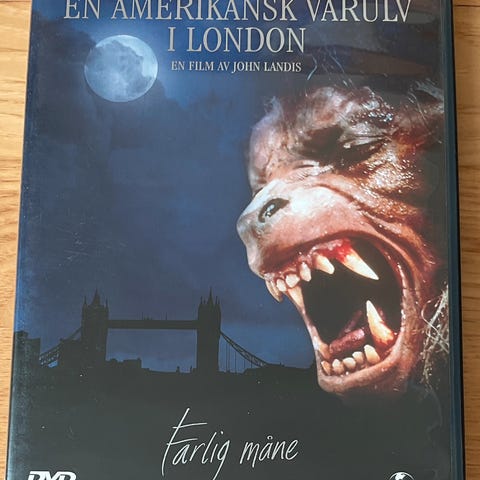 EN AMERIKANSK VARULV
I LONDON
EN FILM AV JOHN LANDIS
Farlig måne
DVD